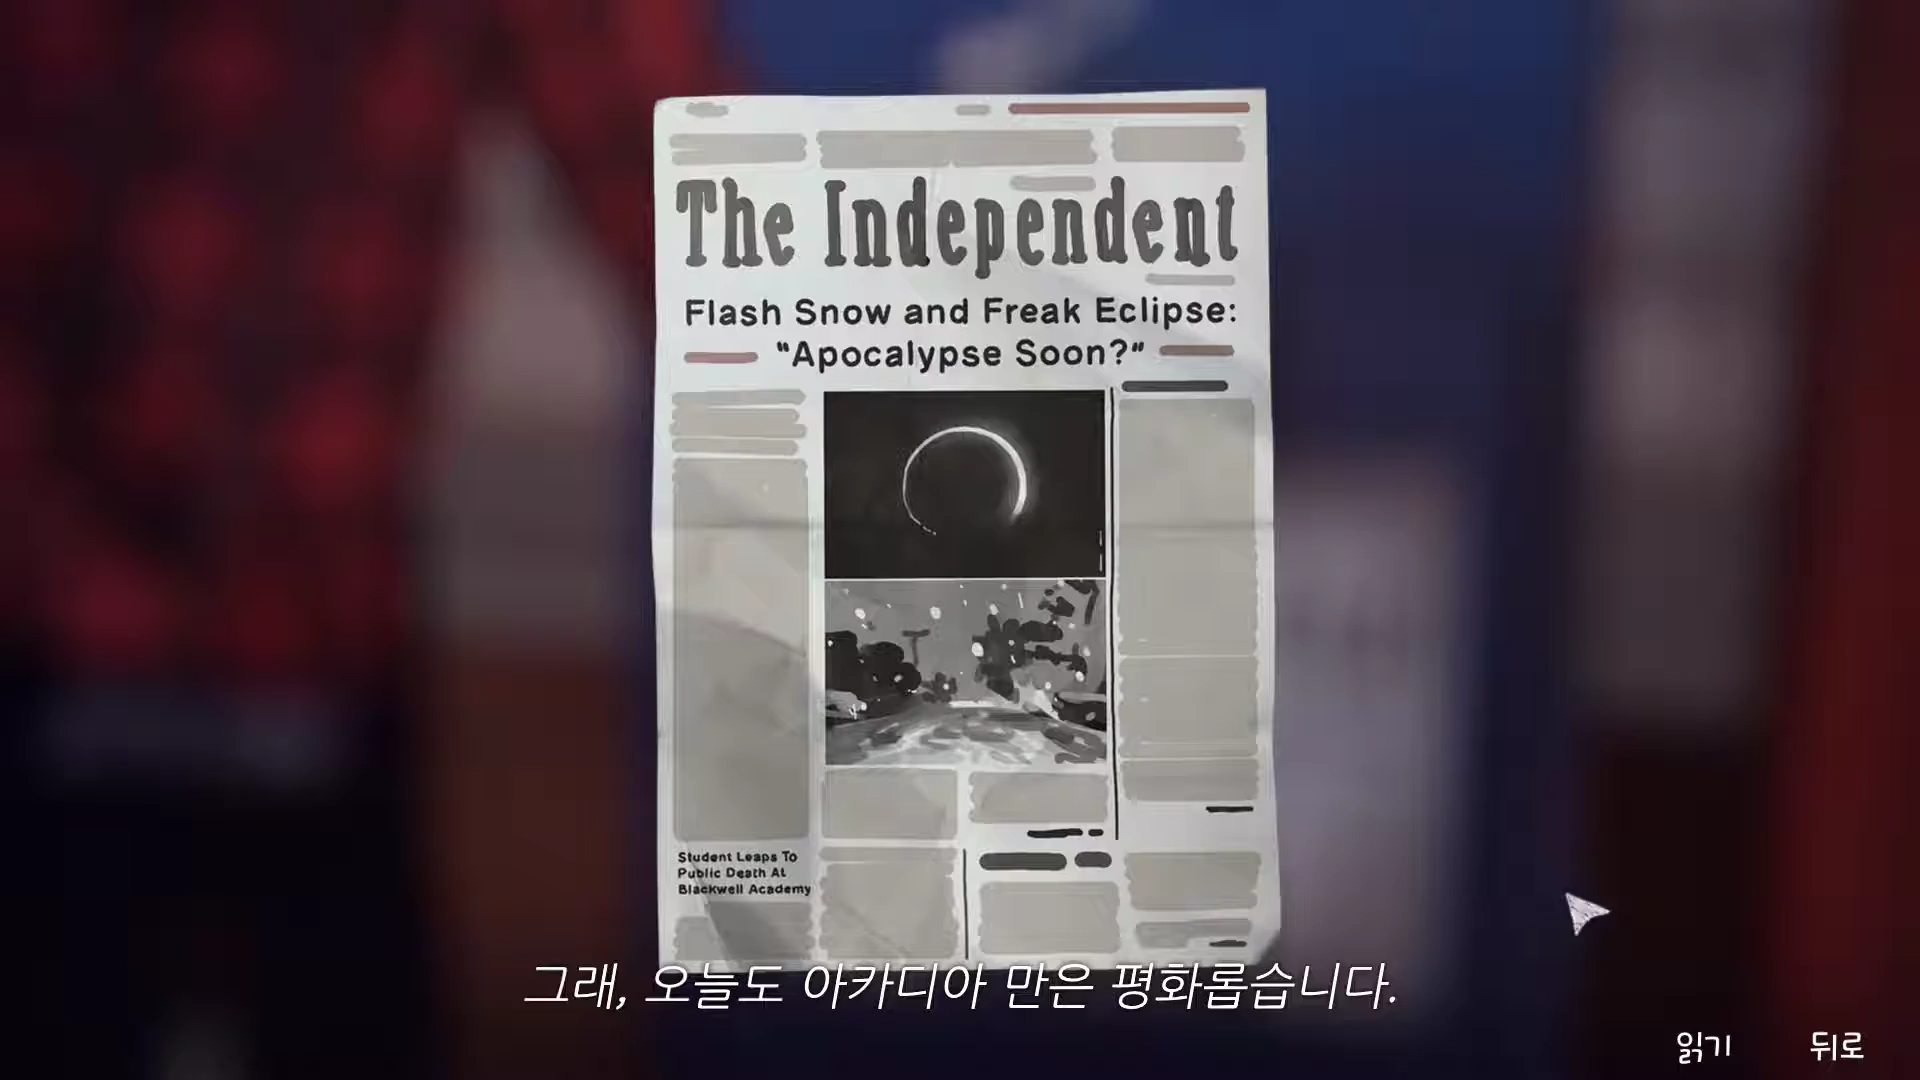 The Independent
Flash Snow and Freak Eclipse:
"Apocalypse Soon?"
Student Leaps To
Public Death At
Blackwell Academy
그래, 오늘도 아카디아 만은 평화롭습니다.
읽기 뒤로